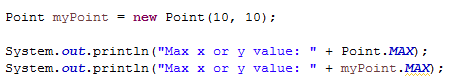 Point myPoint = new Point(10, 10);
System.out.println("Max x or y value: " + Point.MAX);
System.out.println("Max x or y value: " + myPoint.MAX);